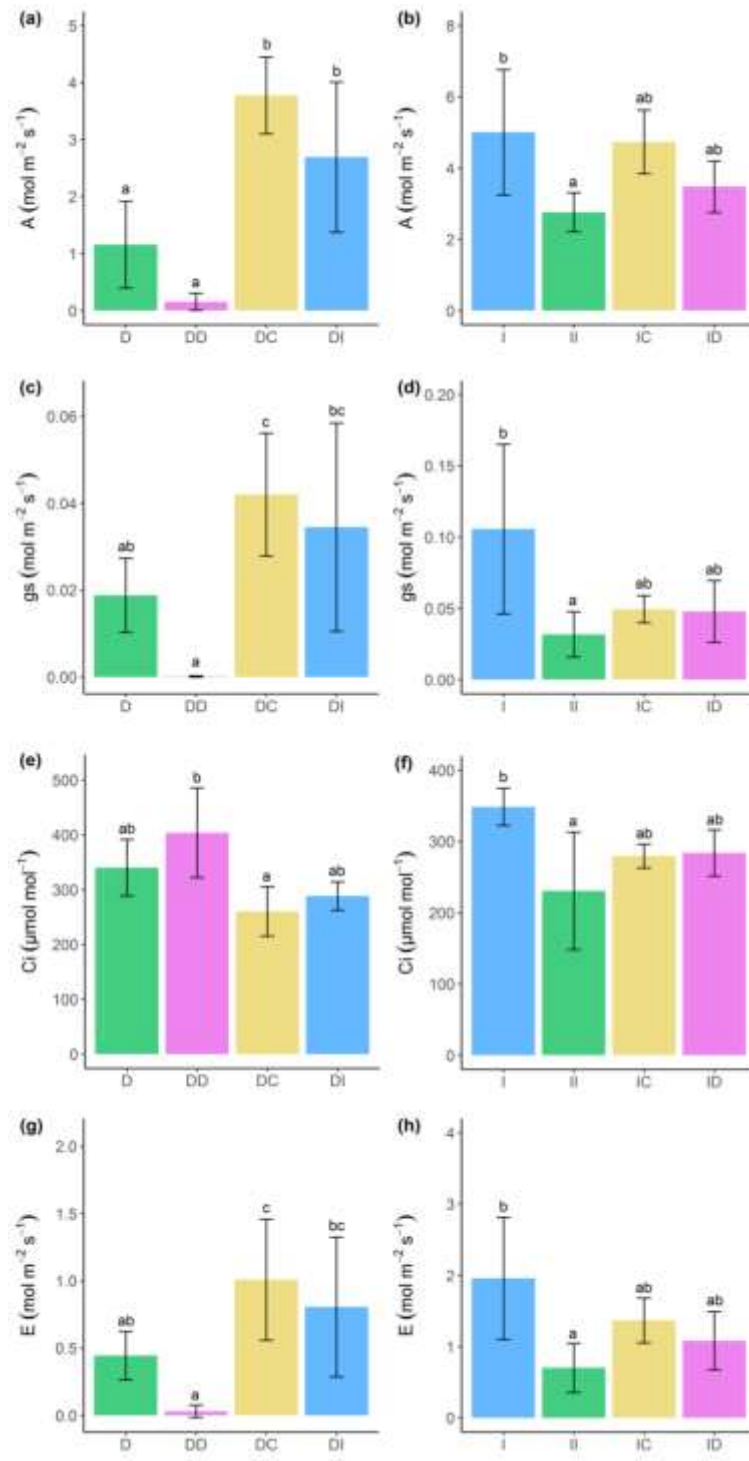 (a)
5
4
3
2
1
0
A (mol m⁻² s⁻¹)
a
a
b
b
D DD DC DI
(b)
8
6
4
2
0
A (mol m⁻² s⁻¹)
b
a
ab
ab
I II IC ID
(c)
0.06
0.04
0.02
0.00
gs (mol m⁻² s⁻¹)
ab
a
c
bc
D DD DC DI
(d)
0.20
0.15
0.10
0.05
0.00
gs (mol m⁻² s⁻¹)
b
a
ab
ab
I II IC ID
(e)
500
400
300
200
100
0
Ci (μmol mol⁻¹)
ab
b
a
ab
D DD DC DI
(f)
400
300
200
100
0
Ci (μmol mol⁻¹)
b
a
ab
ab
I II IC ID
(g)
2.0
1.5
1.0
0.5
0.0
E (mol m⁻² s⁻¹)
ab
a
c
bc
D DD DC DI
(h)
4
3
2
1
0
E (mol m⁻² s⁻¹)
b
a
ab
ab
I II IC ID